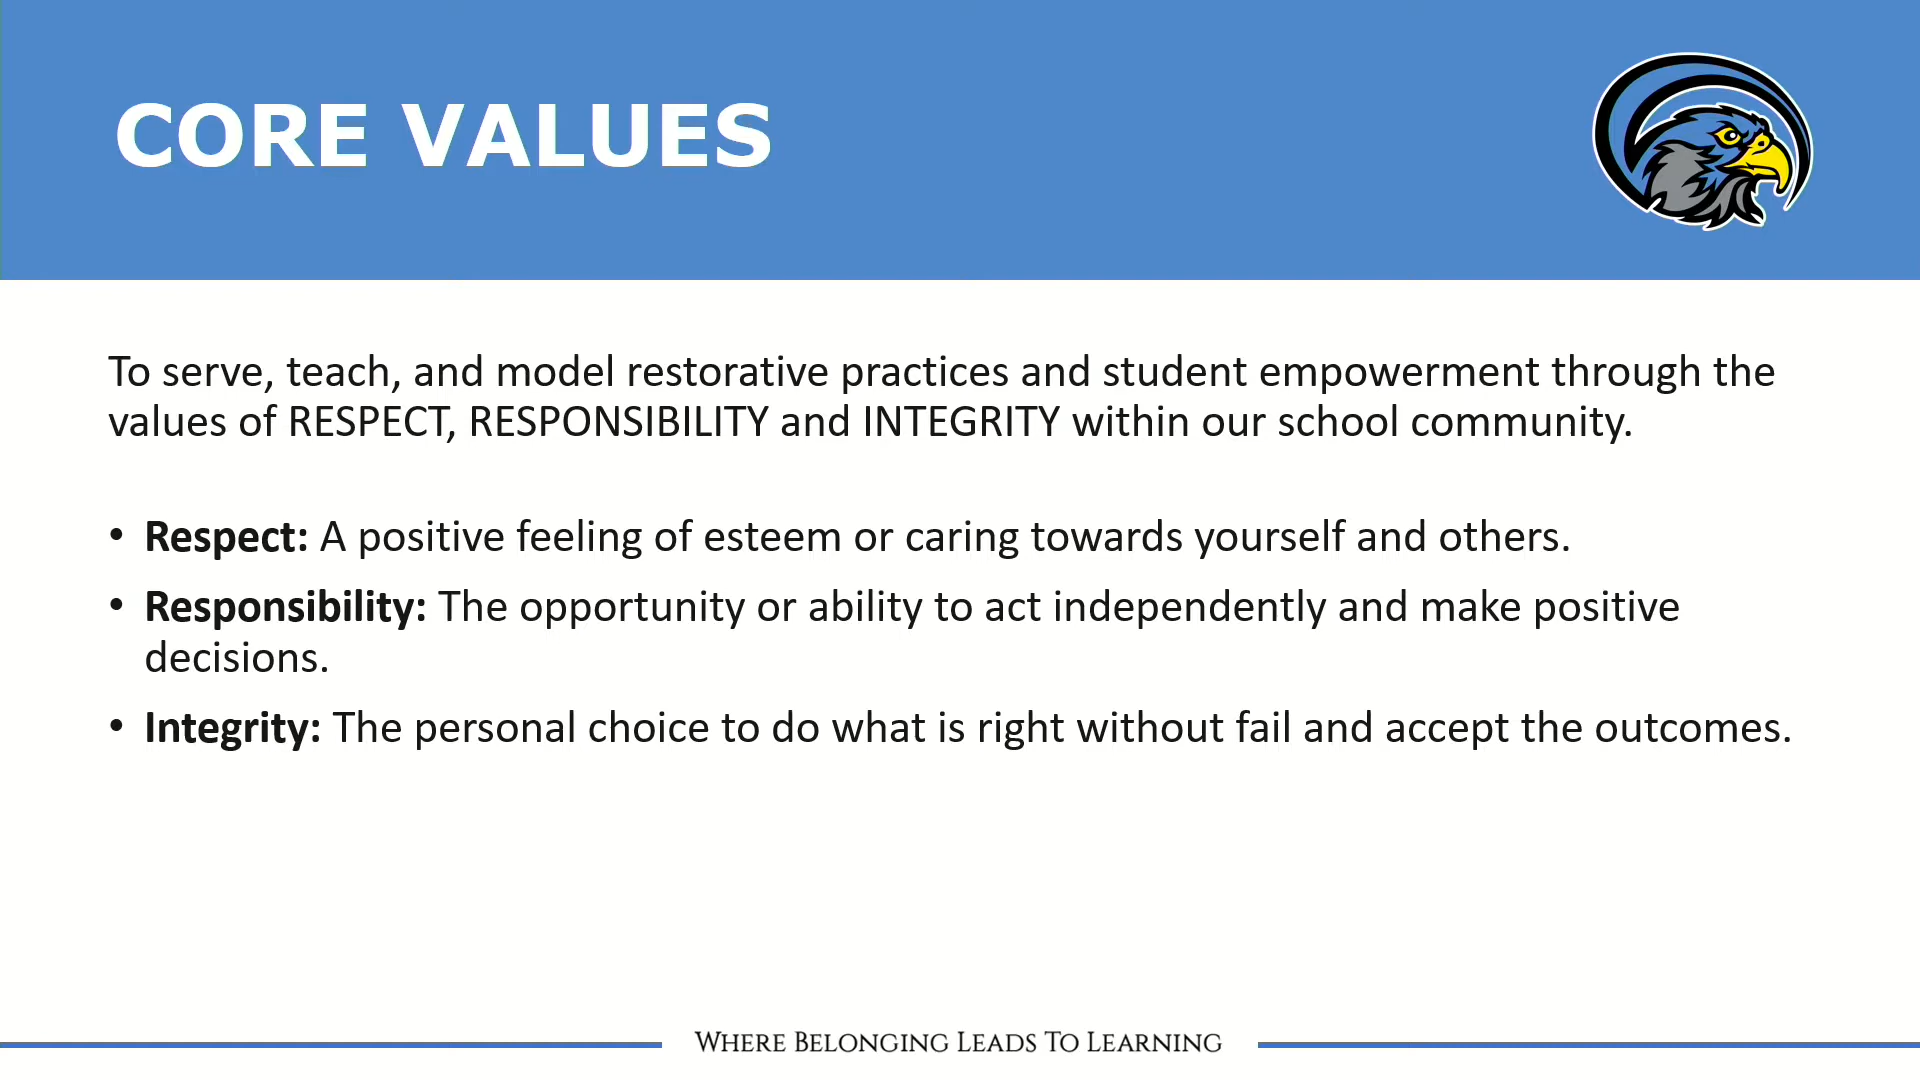 CORE VALUES
To serve, teach, and model restorative practices and student empowerment through the
values of RESPECT, RESPONSIBILITY and INTEGRITY within our school community.
• Respect: A positive feeling of esteem or caring towards yourself and others.
• Responsibility: The opportunity or ability to act independently and make positive
decisions.
• Integrity: The personal choice to do what is right without fail and accept the outcomes.
Where Belonging Leads To Learning